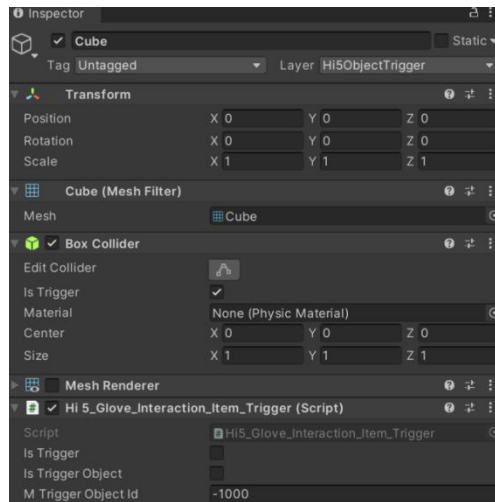 Inspector
Cube Static
Tag Untagged Layer Hi5ObjectTrigger
Transform
Position X 0 Y 0 Z 0
Rotation X 0 Y 0 Z 0
Scale X 1 Y 1 Z 1
Cube (Mesh Filter)
Mesh Cube
Box Collider
Edit Collider
Is Trigger
Material None (Physic Material)
Center X 0 Y 0 Z 0
Size X 1 Y 1 Z 1
Mesh Renderer
Hi 5_Glove_Interaction_Item_Trigger (Script)
Script Hi5_Glove_Interaction_Item_Trigger
Is Trigger
Is Trigger Object
M Trigger Object Id -1000